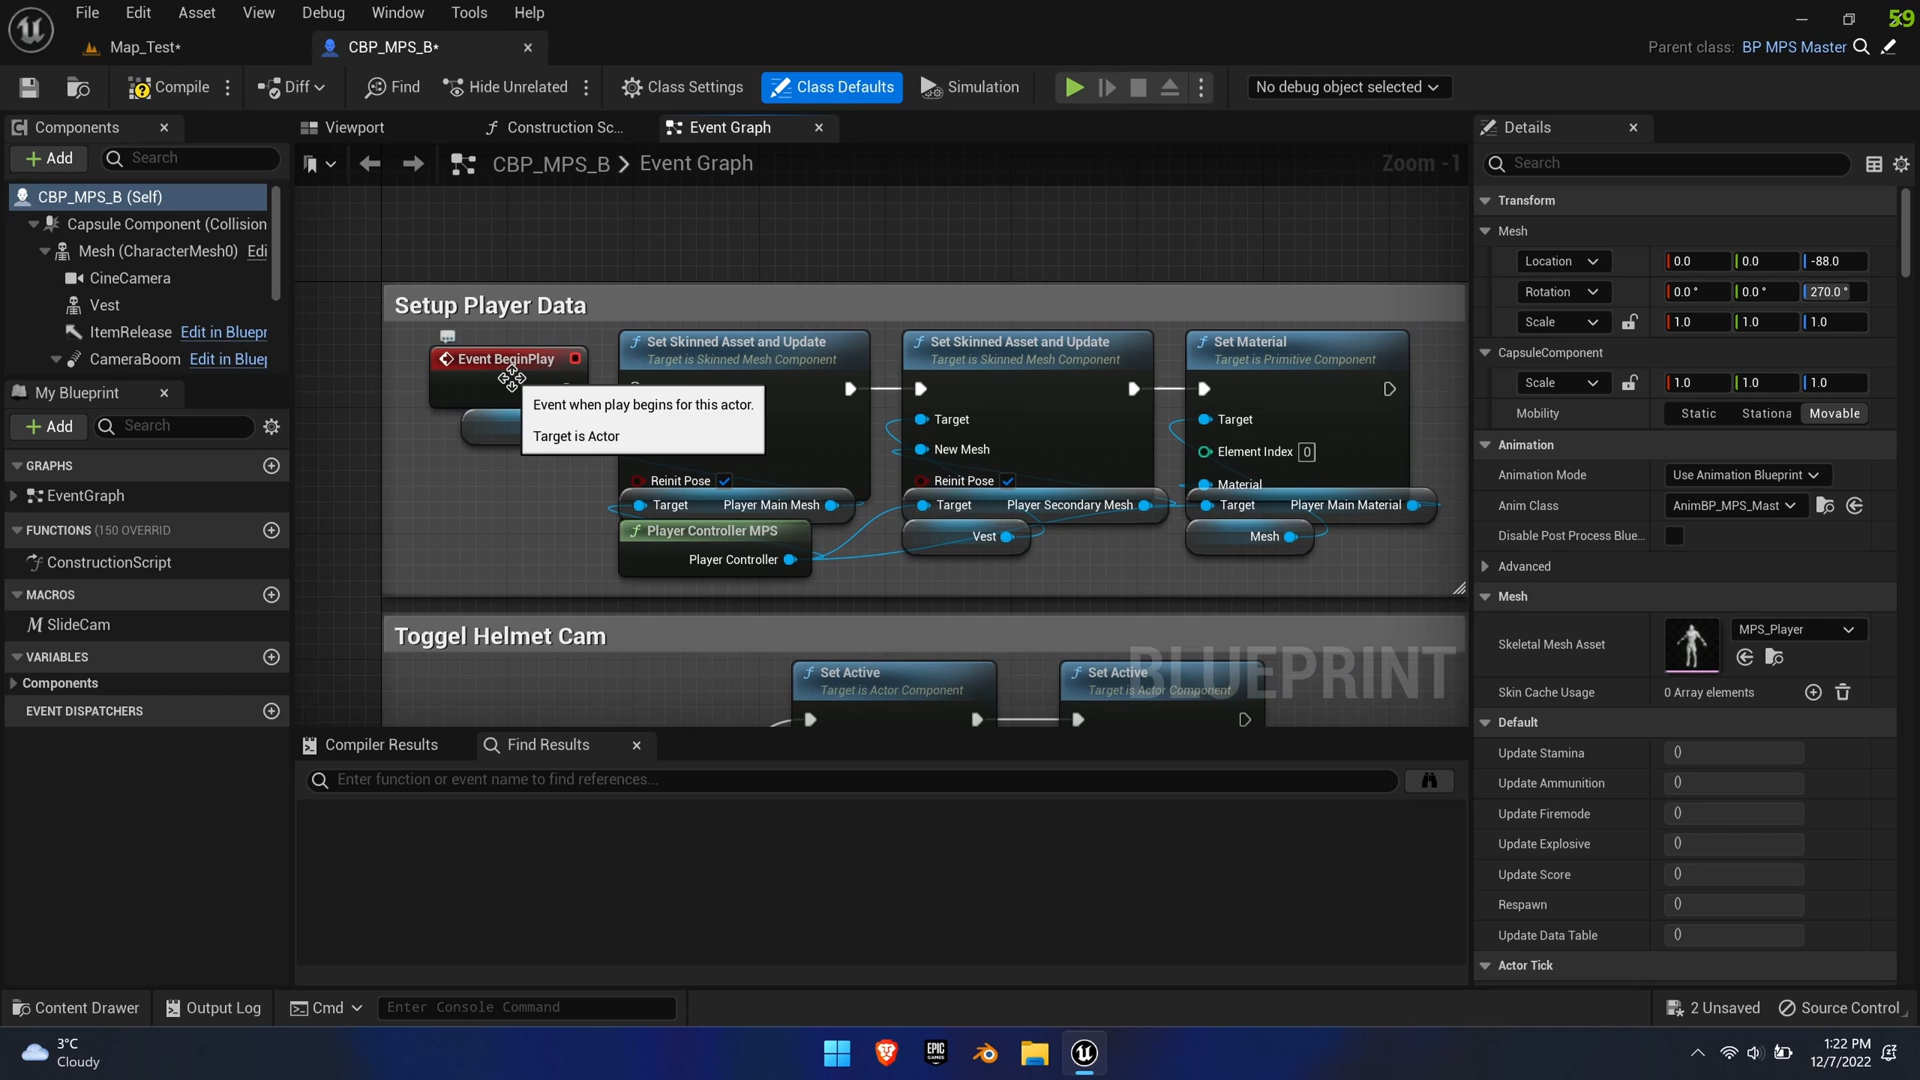 File Edit Asset View Debug Window Tools Help
59
Map_Test*
CBP_MPS_B*
Parent class: BP MPS Master
Compile
Diff
Find
Hide Unrelated
Class Settings
Class Defaults
Simulation
No debug object selected
Components
Add
Search
CBP_MPS_B (Self)
Capsule Component (Collision
Mesh (CharacterMesh0) Edi
CineCamera
Vest
ItemRelease Edit in Bluepr
CameraBoom Edit in Bluep
My Blueprint
Add
Search
GRAPHS
EventGraph
FUNCTIONS (150 OVERRID
ConstructionScript
MACROS
SlideCam
VARIABLES
Components
EVENT DISPATCHERS
Viewport
Construction Sc...
Event Graph
CBP_MPS_B > Event Graph
Zoom -1
Setup Player Data
Event BeginPlay
Event when play begins for this actor.
Target is Actor
Set Skinned Asset and Update
Target is Skinned Mesh Component
Reinit Pose
Set Skinned Asset and Update
Target is Skinned Mesh Component
Target
New Mesh
Reinit Pose
Set Material
Target is Primitive Component
Target
Element Index 0
Material
Target Player Main Mesh
Target Player Secondary Mesh
Target Player Main Material
Player Controller MPS
Player Controller
Vest
Mesh
Toggel Helmet Cam
Set Active
Target is Actor Component
Set Active
Target is Actor Component
BLUEPRINT
Compiler Results
Find Results
Enter function or event name to find references...
Details
Search
Transform
Mesh
Location 0.0 0.0 -88.0
Rotation 0.0 ° 0.0 ° 270.0 °
Scale 1.0 1.0 1.0
CapsuleComponent
Scale 1.0 1.0 1.0
Mobility Static Stationa Movable
Animation
Animation Mode Use Animation Blueprint
Anim Class AnimBP_MPS_Mast
Disable Post Process Blue...
Advanced
Mesh
Skeletal Mesh Asset MPS_Player
Skin Cache Usage 0 Array elements
Default
Update Stamina ()
Update Ammunition ()
Update Firemode ()
Update Explosive ()
Update Score ()
Respawn ()
Update Data Table ()
Actor Tick
Content Drawer
Output Log
Cmd
Enter Console Command
2 Unsaved
Source Control
3°C
Cloudy
EPIC
GAMES
1:22 PM
12/7/2022